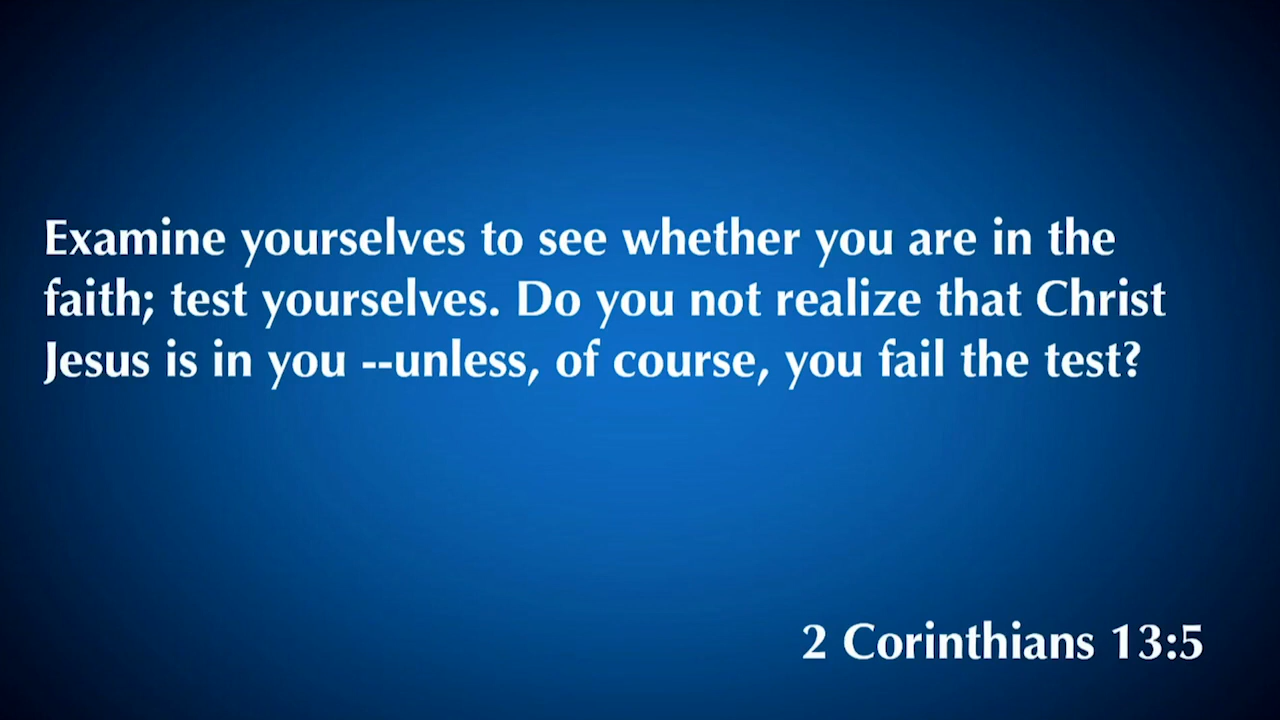 Examine yourselves to see whether you are in the
faith; test yourselves. Do you not realize that Christ
Jesus is in you --unless, of course, you fail the test?
2 Corinthians 13:5